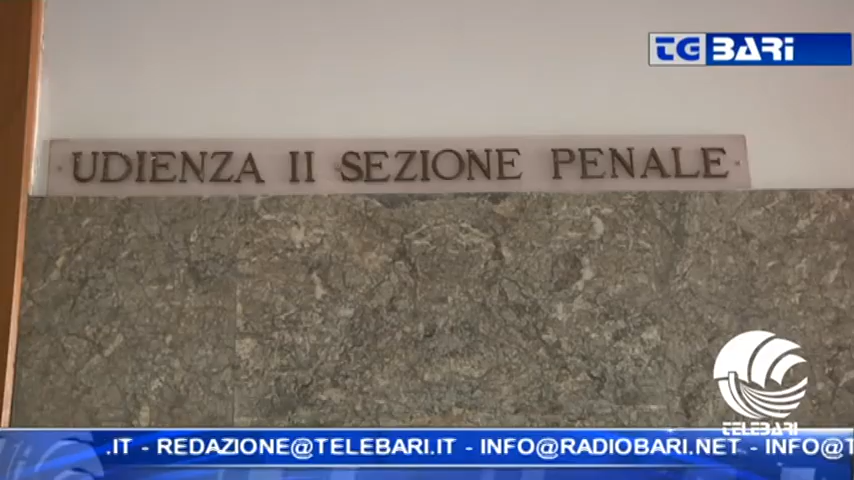 TG BARI
UDIENZA II SEZIONE PENALE
TELEBARI
.IT - REDAZIONE@TELEBARI.IT - INFO@RADIOBARI.NET - INFO@T